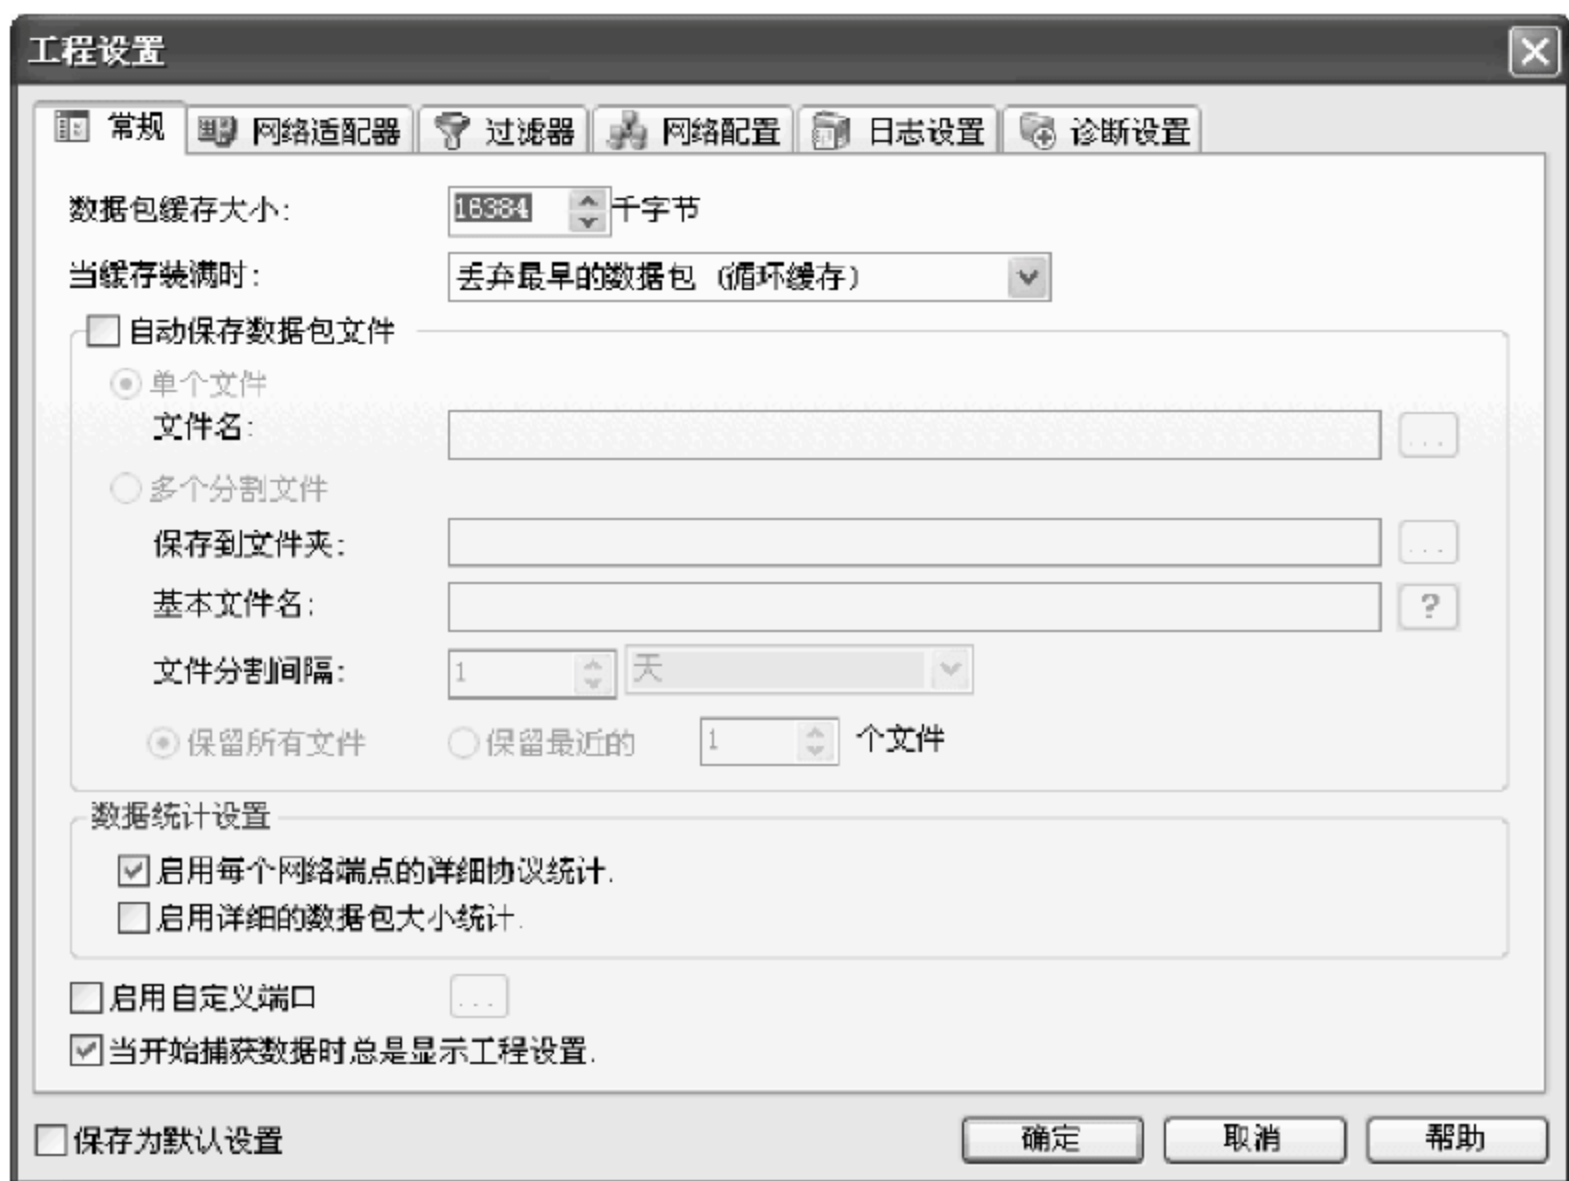 工程设置
常规 网络适配器 过滤器 网络配置 日志设置 诊断设置
数据包缓存大小: 16384 千字节
当缓存装满时: 丢弃最早的数据包 (循环缓存)
自动保存数据包文件
单个文件
文件名: ...
多个分割文件
保存到文件夹: ...
基本文件名: ?
文件分割间隔: 1 天
保留所有文件 保留最近的 1 个文件
数据统计设置
启用每个网络端点的详细协议统计.
启用详细的数据包大小统计.
启用自定义端口 ...
当开始捕获数据时总是显示工程设置.
保存为默认设置 确定 取消 帮助